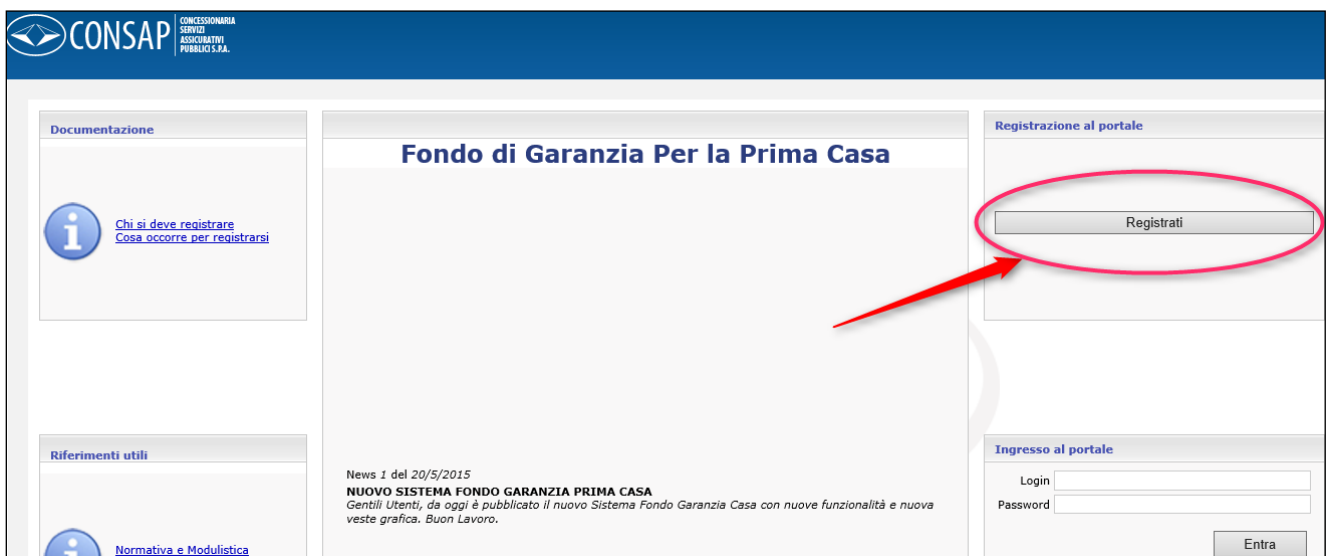 CONSAP
CONCESSIONARIA
SERVIZI
ASSICURATIVI
PUBBLICI S.P.A.
Documentazione
Chi si deve registrare
Cosa occorre per registrarsi
Fondo di Garanzia Per la Prima Casa
Registrazione al portale
Registrati
Riferimenti utili
Normativa e Modulistica
News 1 del 20/5/2015
NUOVO SISTEMA FONDO GARANZIA PRIMA CASA
Gentili Utenti, da oggi è pubblicato il nuovo Sistema Fondo Garanzia Casa con nuove funzionalità e nuova
veste grafica. Buon Lavoro.
Ingresso al portale
Login
Password
Entra